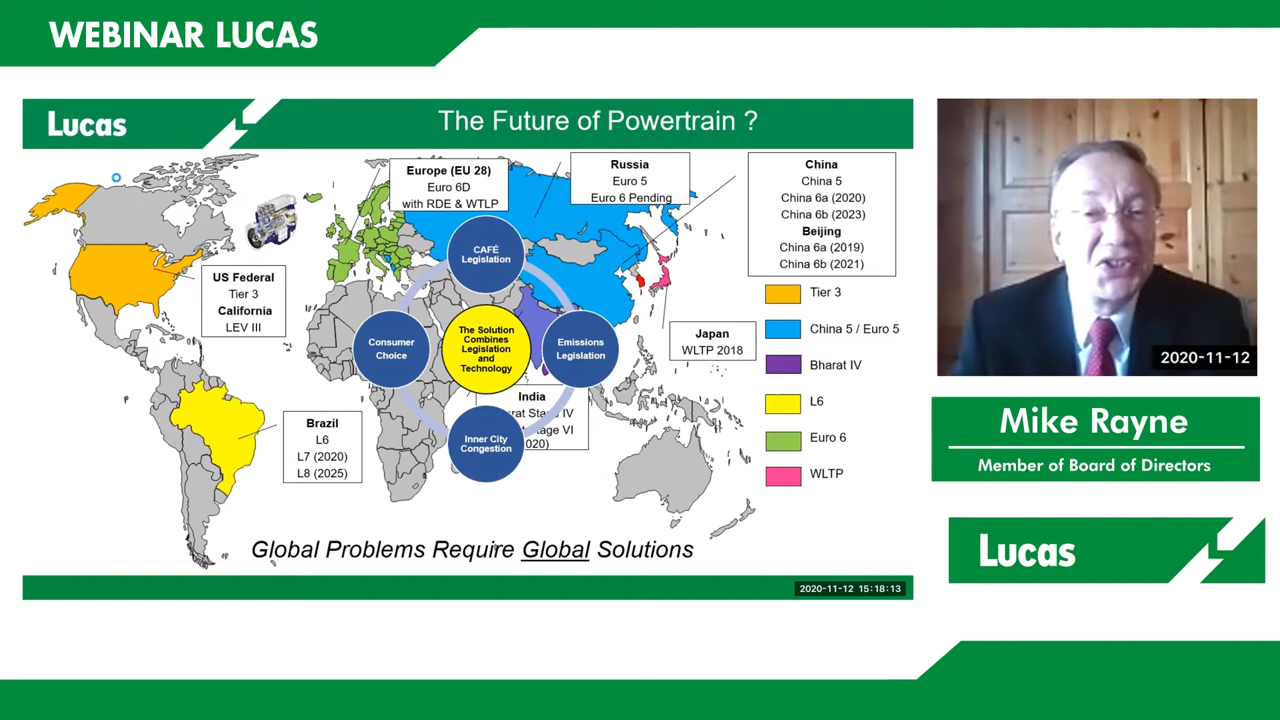 WEBINAR LUCAS
Lucas
The Future of Powertrain ?
Europe (EU 28)
Euro 6D
with RDE & WTLP
Russia
Euro 5
Euro 6 Pending
China
China 5
China 6a (2020)
China 6b (2023)
Beijing
China 6a (2019)
China 6b (2021)
US Federal
Tier 3
California
LEV III
CAFÉ
Legislation
Consumer
Choice
The Solution
Combines
Legislation
and
Technology
Emissions
Legislation
Inner City
Congestion
Japan
WLTP 2018
India
IV
VI
Brazil
L6
L7 (2020)
L8 (2025)
Tier 3
China 5 / Euro 5
Bharat IV
L6
Euro 6
WLTP
Global Problems Require Global Solutions
2020-11-12 15:18:13
2020-11-12
Mike Rayne
Member of Board of Directors
Lucas